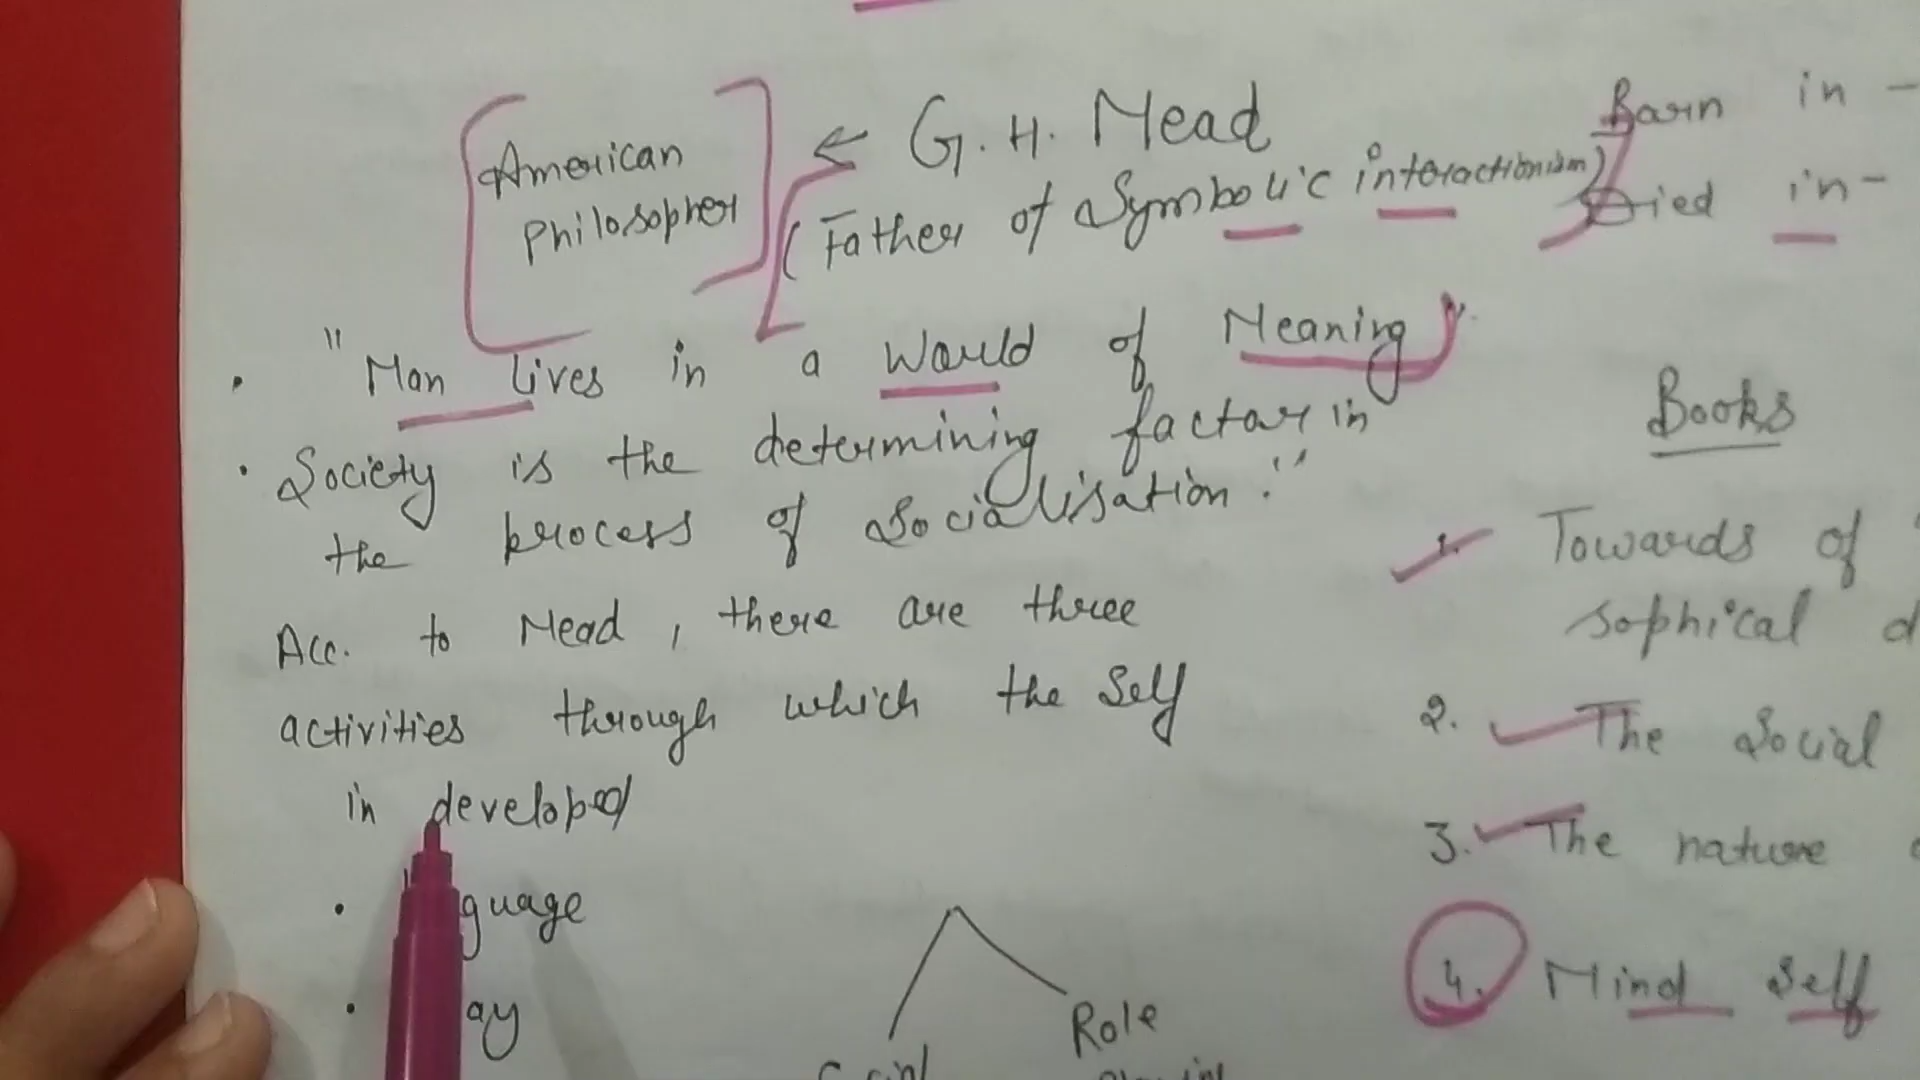 American
Philosopher
G. H. Mead
(Father of Symbolic interactionism)
Born in -
Died in -
• "Man lives in a World of Meaning".
• Society is the determining factor in
the process of Socialisation."
Acc. to Mead, there are three
activities through which the Self
in developed
•
•
Role
Books
1. Towards of
sophical
2. The Social
3. The nature
4. Mind Self